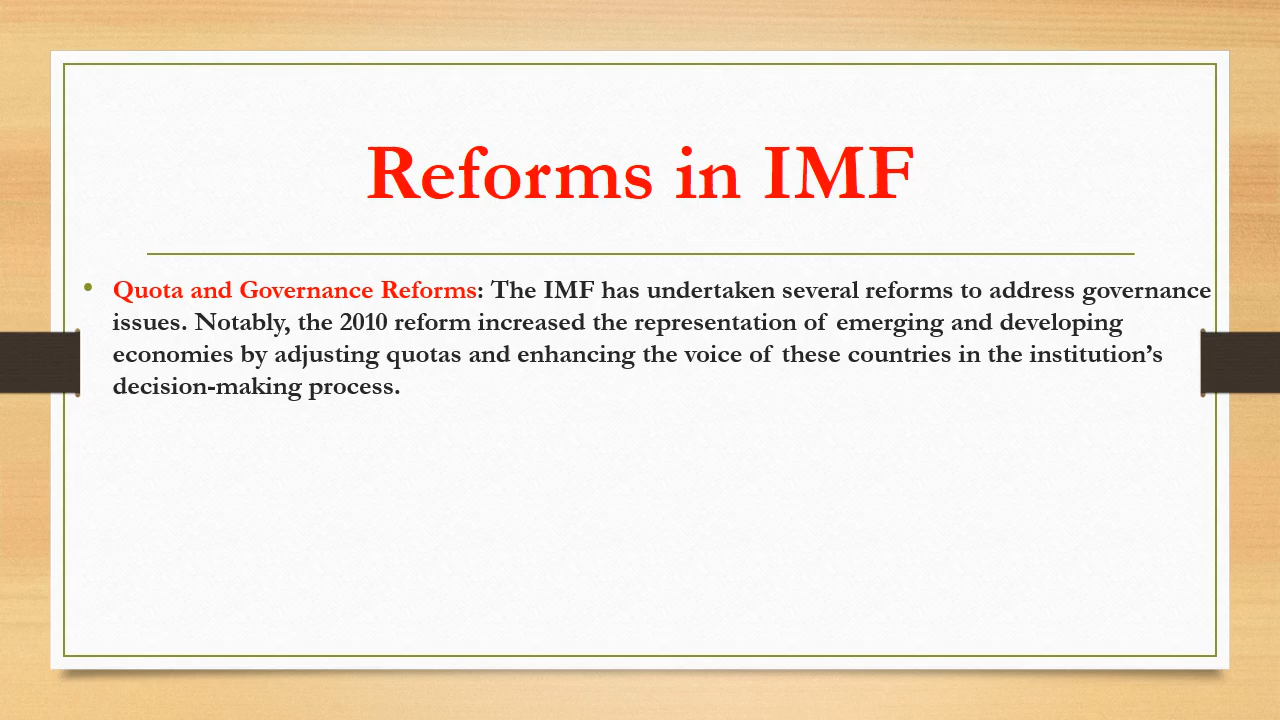 Reforms in IMF
• Quota and Governance Reforms: The IMF has undertaken several reforms to address governance
issues. Notably, the 2010 reform increased the representation of emerging and developing
economies by adjusting quotas and enhancing the voice of these countries in the institution’s
decision-making process.